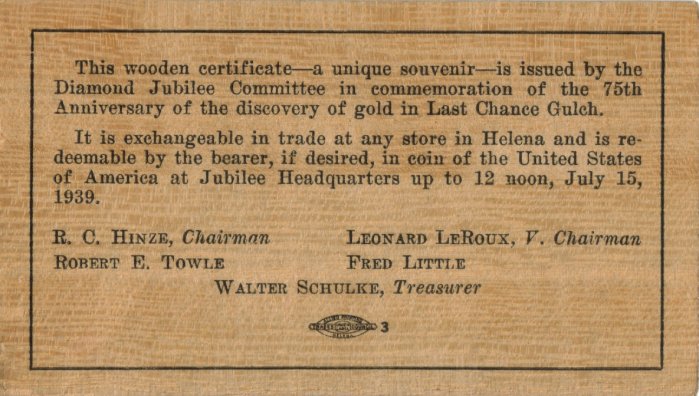 This wooden certificate—a unique souvenir—is issued by the
Diamond Jubilee Committee in commemoration of the 75th
Anniversary of the discovery of gold in Last Chance Gulch.
It is exchangeable in trade at any store in Helena and is re-
deemable by the bearer, if desired, in coin of the United States
of America at Jubilee Headquarters up to 12 noon, July 15,
1939.
R. C. Hinze, Chairman Leonard LeRoux, V. Chairman
Robert E. Towle Fred Little
Walter Schulke, Treasurer
3